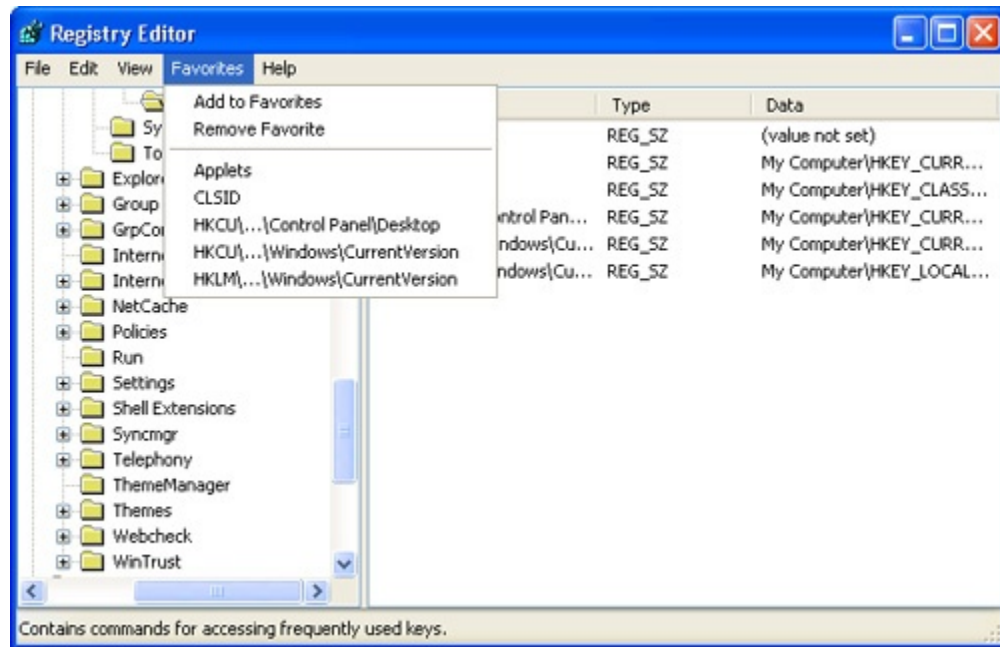 Registry Editor
File Edit View Favorites Help
Add to Favorites
Remove Favorite
Applets
CLSID
HKCU\...\Control Panel\Desktop
HKCU\...\Windows\CurrentVersion
HKLM\...\Windows\CurrentVersion
Sy
To
Explor
Group
GrpCo
Intern
Intern
NetCache
Policies
Run
Settings
Shell Extensions
Syncmgr
Telephony
ThemeManager
Themes
Webcheck
WinTrust
Type Data
REG_SZ (value not set)
REG_SZ My Computer\HKEY_CURR...
REG_SZ My Computer\HKEY_CLASS...
ntrol Pan... REG_SZ My Computer\HKEY_CURR...
ndows\Cu... REG_SZ My Computer\HKEY_CURR...
ndows\Cu... REG_SZ My Computer\HKEY_LOCAL...
Contains commands for accessing frequently used keys.